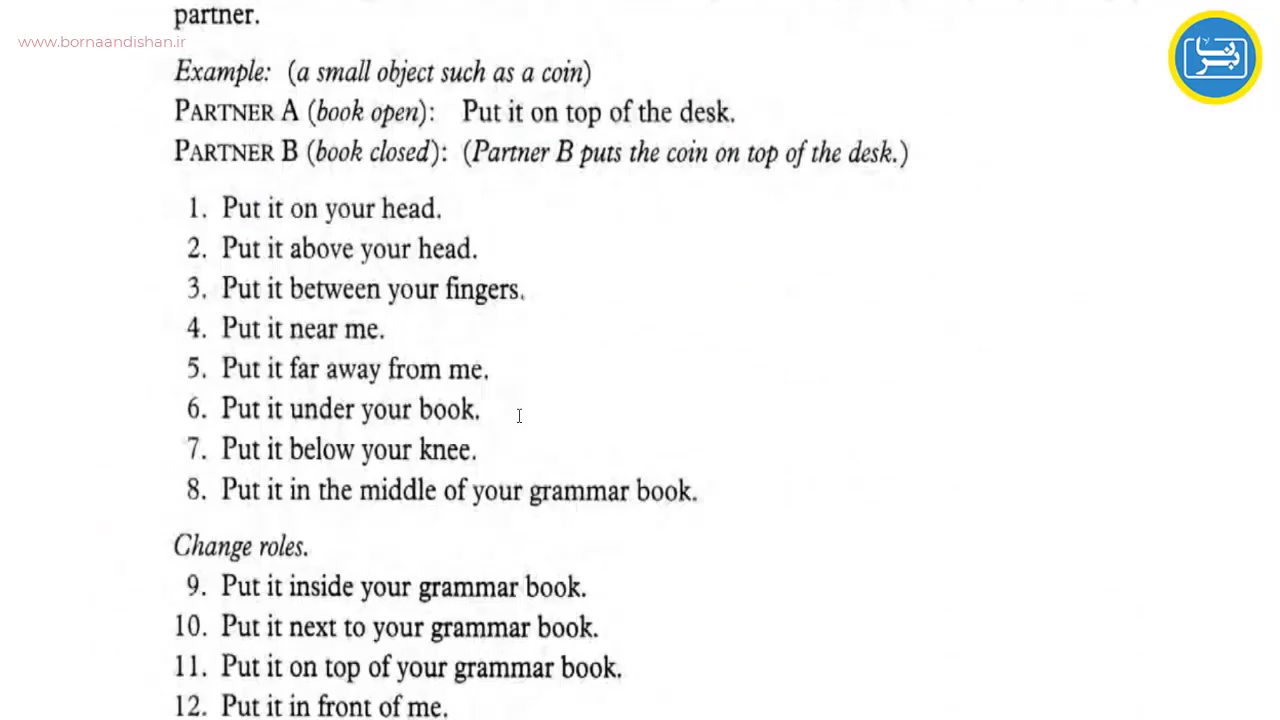 partner.
www.bornaandishan.ir
برنا
Example: (a small object such as a coin)
PARTNER A (book open): Put it on top of the desk.
PARTNER B (book closed): (Partner B puts the coin on top of the desk.)
1. Put it on your head.
2. Put it above your head.
3. Put it between your fingers.
4. Put it near me.
5. Put it far away from me.
6. Put it under your book.
7. Put it below your knee.
8. Put it in the middle of your grammar book.
Change roles.
9. Put it inside your grammar book.
10. Put it next to your grammar book.
11. Put it on top of your grammar book.
12. Put it in front of me.